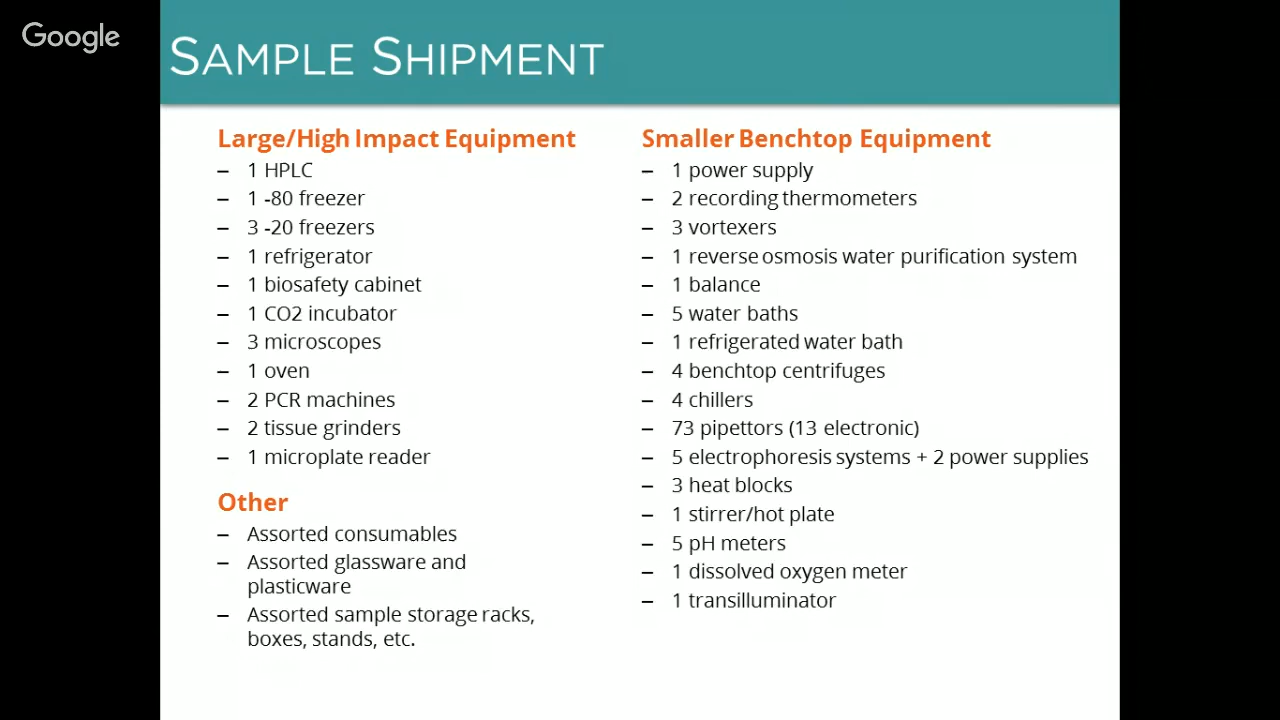 Google
SAMPLE SHIPMENT
Large/High Impact Equipment
– 1 HPLC
– 1 -80 freezer
– 3 -20 freezers
– 1 refrigerator
– 1 biosafety cabinet
– 1 CO2 incubator
– 3 microscopes
– 1 oven
– 2 PCR machines
– 2 tissue grinders
– 1 microplate reader
Other
– Assorted consumables
– Assorted glassware and
plasticware
– Assorted sample storage racks,
boxes, stands, etc.
Smaller Benchtop Equipment
– 1 power supply
– 2 recording thermometers
– 3 vortexers
– 1 reverse osmosis water purification system
– 1 balance
– 5 water baths
– 1 refrigerated water bath
– 4 benchtop centrifuges
– 4 chillers
– 73 pipettors (13 electronic)
– 5 electrophoresis systems + 2 power supplies
– 3 heat blocks
– 1 stirrer/hot plate
– 5 pH meters
– 1 dissolved oxygen meter
– 1 transilluminator